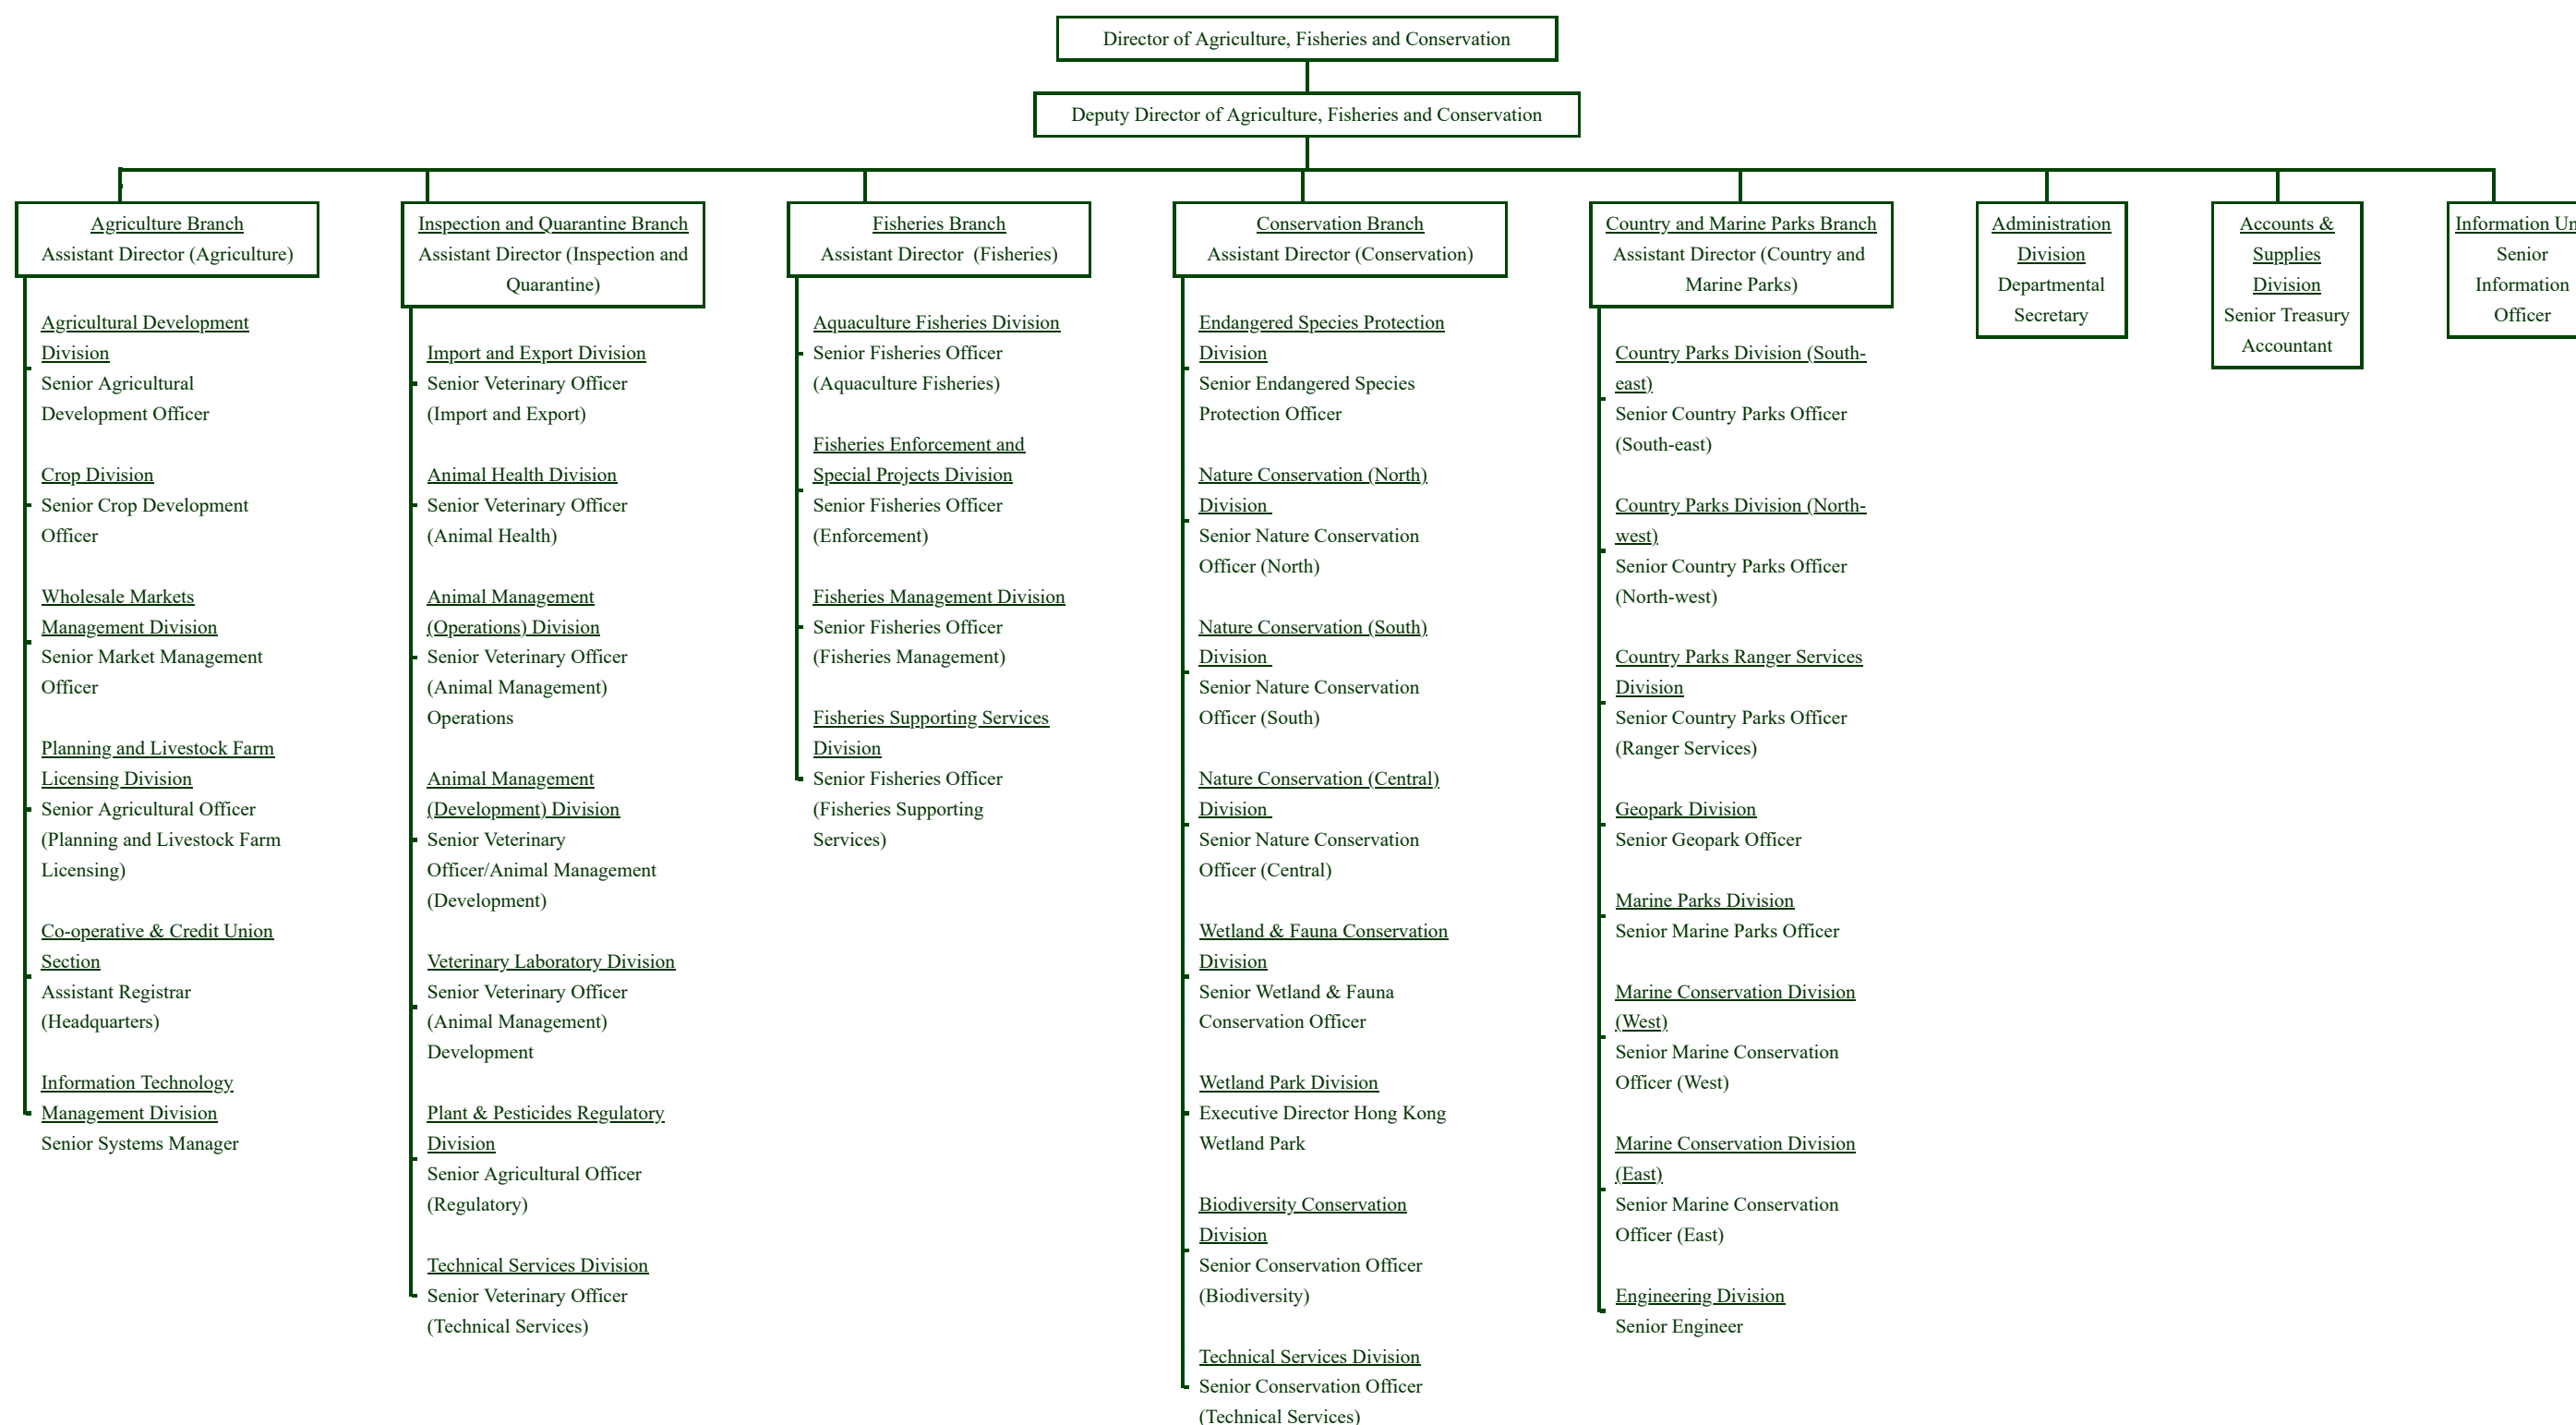 Director of Agriculture, Fisheries and Conservation
Deputy Director of Agriculture, Fisheries and Conservation
Agriculture Branch
Assistant Director (Agriculture)
Agricultural Development
Division
Senior Agricultural
Development Officer
Crop Division
Senior Crop Development
Officer
Wholesale Markets
Management Division
Senior Market Management
Officer
Planning and Livestock Farm
Licensing Division
Senior Agricultural Officer
(Planning and Livestock Farm
Licensing)
Co-operative & Credit Union
Section
Assistant Registrar
(Headquarters)
Information Technology
Management Division
Senior Systems Manager
Inspection and Quarantine Branch
Assistant Director (Inspection and
Quarantine)
Import and Export Division
Senior Veterinary Officer
(Import and Export)
Animal Health Division
Senior Veterinary Officer
(Animal Health)
Animal Management
(Operations) Division
Senior Veterinary Officer
(Animal Management)
Operations
Animal Management
(Development) Division
Senior Veterinary
Officer/Animal Management
(Development)
Veterinary Laboratory Division
Senior Veterinary Officer
(Animal Management)
Development
Plant & Pesticides Regulatory
Division
Senior Agricultural Officer
(Regulatory)
Technical Services Division
Senior Veterinary Officer
(Technical Services)
Fisheries Branch
Assistant Director (Fisheries)
Aquaculture Fisheries Division
Senior Fisheries Officer
(Aquaculture Fisheries)
Fisheries Enforcement and
Special Projects Division
Senior Fisheries Officer
(Enforcement)
Fisheries Management Division
Senior Fisheries Officer
(Fisheries Management)
Fisheries Supporting Services
Division
Senior Fisheries Officer
(Fisheries Supporting
Services)
Conservation Branch
Assistant Director (Conservation)
Endangered Species Protection
Division
Senior Endangered Species
Protection Officer
Nature Conservation (North)
Division
Senior Nature Conservation
Officer (North)
Nature Conservation (South)
Division
Senior Nature Conservation
Officer (South)
Nature Conservation (Central)
Division
Senior Nature Conservation
Officer (Central)
Wetland & Fauna Conservation
Division
Senior Wetland & Fauna
Conservation Officer
Wetland Park Division
Executive Director Hong Kong
Wetland Park
Biodiversity Conservation
Division
Senior Conservation Officer
(Biodiversity)
Technical Services Division
Senior Conservation Officer
(Technical Services)
Country and Marine Parks Branch
Assistant Director (Country and
Marine Parks)
Country Parks Division (South-
east)
Senior Country Parks Officer
(South-east)
Country Parks Division (North-
west)
Senior Country Parks Officer
(North-west)
Country Parks Ranger Services
Division
Senior Country Parks Officer
(Ranger Services)
Geopark Division
Senior Geopark Officer
Marine Parks Division
Senior Marine Parks Officer
Marine Conservation Division
(West)
Senior Marine Conservation
Officer (West)
Marine Conservation Division
(East)
Senior Marine Conservation
Officer (East)
Engineering Division
Senior Engineer
Administration
Division
Departmental
Secretary
Accounts &
Supplies
Division
Senior Treasury
Accountant
Information
Senior
Information
Officer